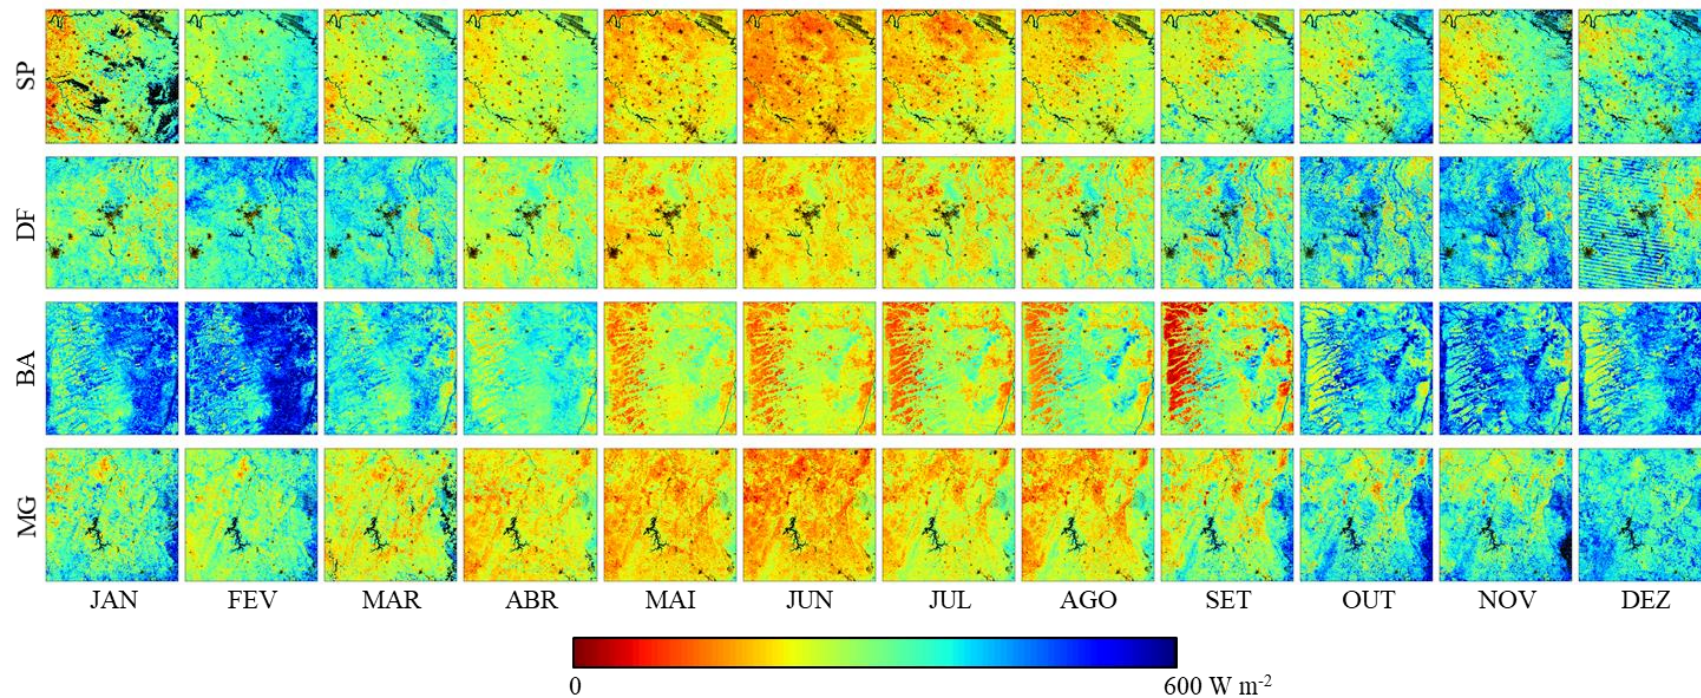 SP
DF
BA
MG
JAN FEV MAR ABR MAI JUN JUL AGO SET OUT NOV DEZ
0 600 W m⁻²